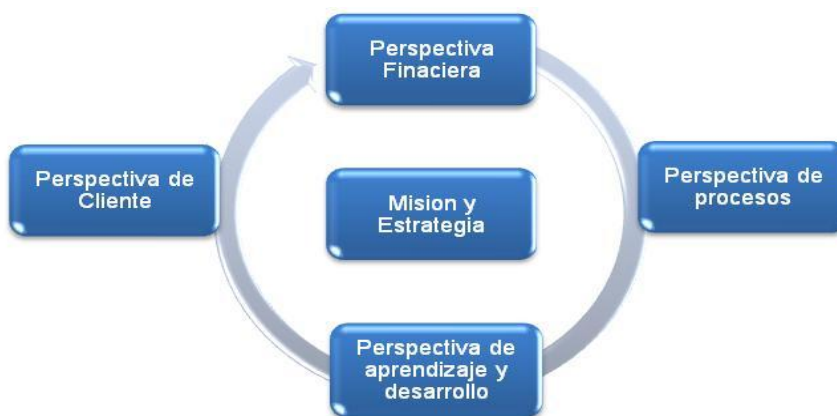 Perspectiva
Finaciera
Perspectiva de
Cliente
Mision y
Estrategia
Perspectiva de
procesos
Perspectiva de
aprendizaje y
desarrollo